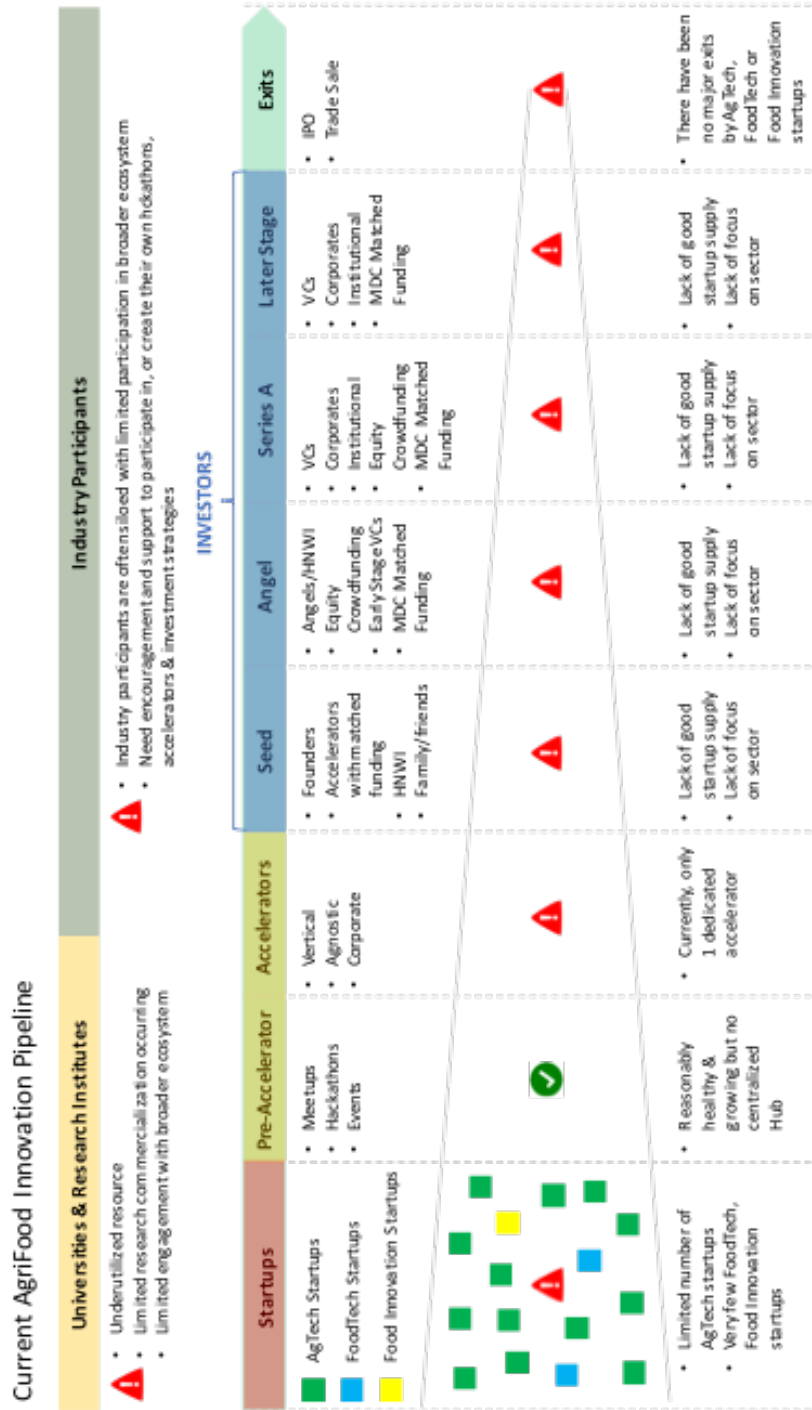 Current AgriFood Innovation Pipeline
Universities & Research Institutes
Industry Participants
• Underutilized resource
• Limited research commercialization occurring
• Limited engagement with broader ecosystem
• Industry participants are often siloed with limited participation in broader ecosystem
• Need encouragement and support to participate in, or create their own hckathons,
accelerators & investment strategies
INVESTORS
Startups
Pre-Accelerator
Accelerators
Seed
Angel
Series A
Later Stage
Exits
AgTech Startups
FoodTech Startups
Food Innovation Startups
• Meetups
• Hackathons
• Events
• Vertical
• Agnostic
• Corporate
• Founders
• Accelerators
with matched
funding
• HNWI
• Family/friends
• Angels/HNWI
• Equity
Crowdfunding
• Early Stage VCs
• MDC Matched
Funding
• VCs
• Corporates
• Institutional
• Equity
Crowdfunding
• MDC Matched
Funding
• VCs
• Corporates
• Institutional
• MDC Matched
Funding
• IPO
• Trade Sale
• Limited number of
AgTech startups
• Very few FoodTech,
Food Innovation
startups
• Reasonably
healthy &
growing but no
centralized
Hub
• Currently, only
1 dedicated
accelerator
• Lack of good
startup supply
• Lack of focus
on sector
• Lack of good
startup supply
• Lack of focus
on sector
• Lack of good
startup supply
• Lack of focus
on sector
• Lack of good
startup supply
• Lack of focus
on sector
• There have been
no major exits
by AgTech,
FoodTech or
Food Innovation
startups